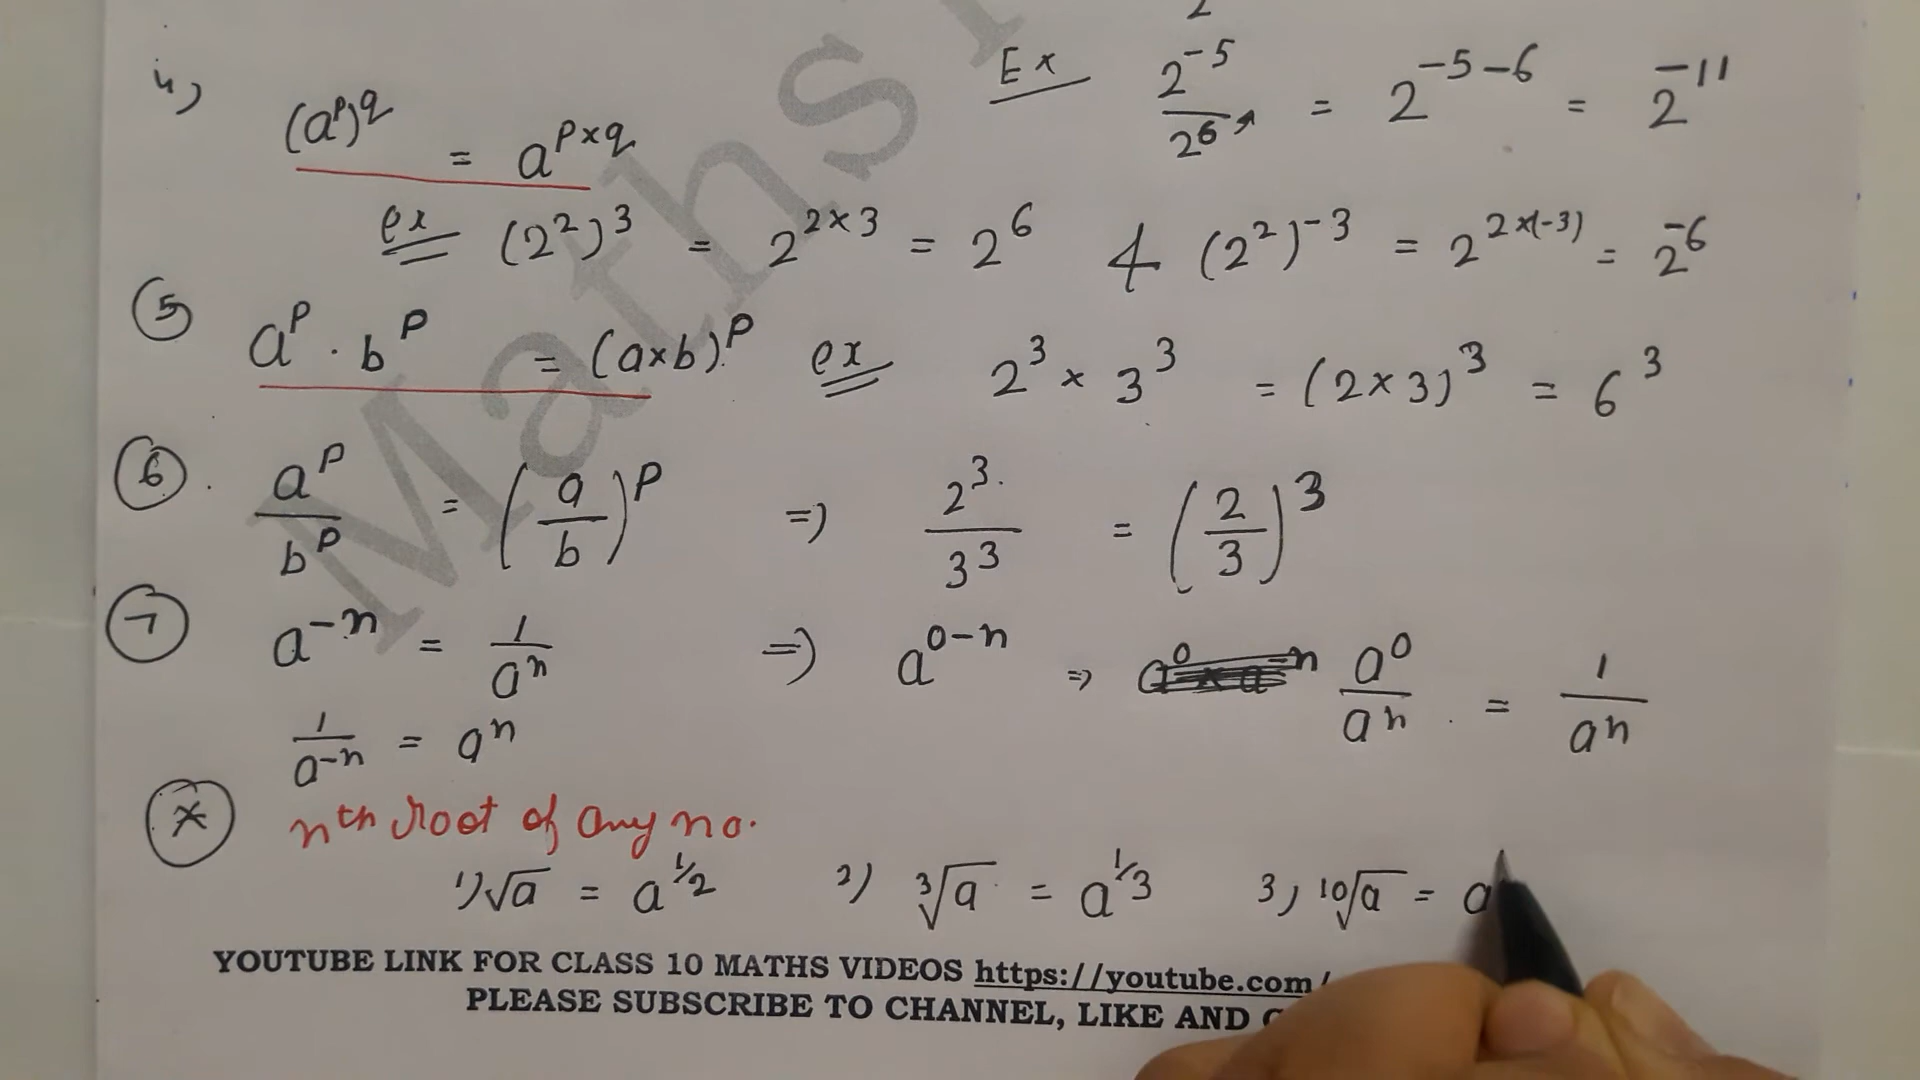 Ex 2^-5 / 2^6 = 2^-5-6 = 2^-11
4) (a^p)^q = a^p×q
ex (2^2)^3 = 2^2×3 = 2^6 & (2^2)^-3 = 2^2×(-3) = 2^-6
⑤ a^p · b^p = (a×b)^p ex 2^3 × 3^3 = (2×3)^3 = 6^3
⑥ a^p / b^p = (a/b)^p ⇒ 2^3 / 3^3 = (2/3)^3
⑦ a^-n = 1/a^n ⇒ a^0-n ⇒ a^0/a^n = 1/a^n
1/a^-n = a^n
* nth root of any no.
1) √a = a^1/2 2) ³√a = a^1/3 3) ¹⁰√a = a
YOUTUBE LINK FOR CLASS 10 MATHS VIDEOS https://youtube.com/
PLEASE SUBSCRIBE TO CHANNEL, LIKE AND
Maths